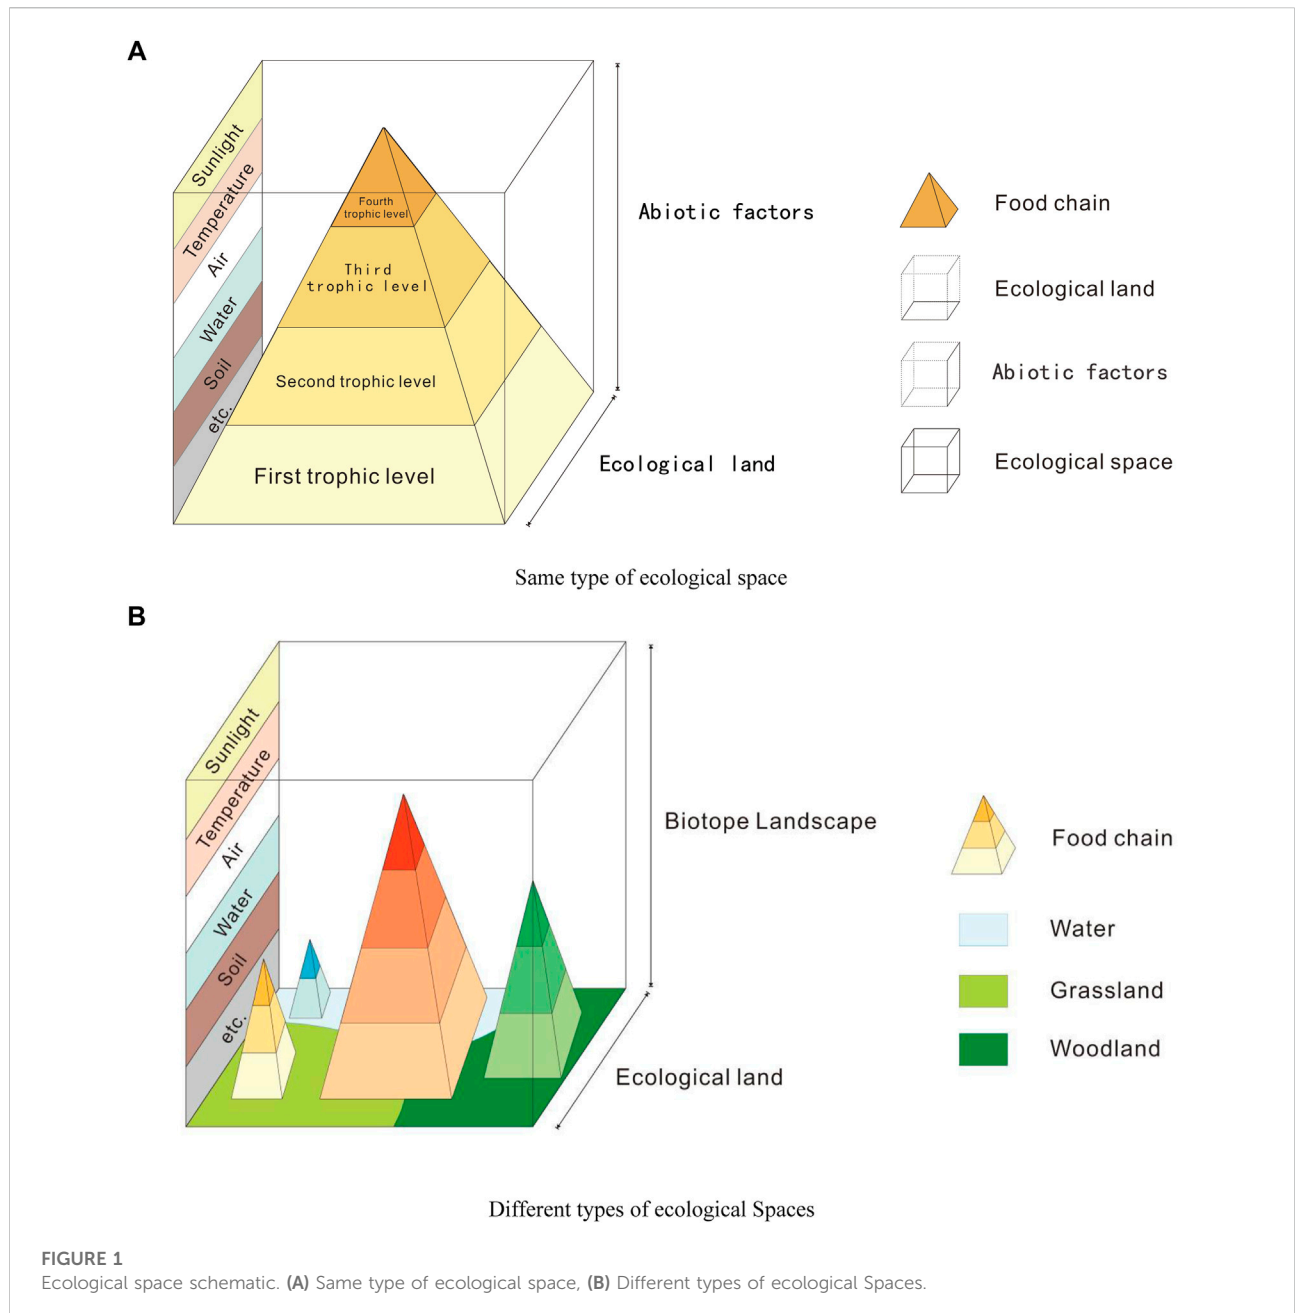 A
Sunlight
Temperature
Air
Water
Soil
etc.
Fourth
trophic level
Third
trophic level
Second trophic level
First trophic level
Abiotic factors
Ecological land
Food chain
Ecological land
Abiotic factors
Ecological space
Same type of ecological space
B
Sunlight
Temperature
Air
Water
Soil
etc.
Biotope Landscape
Ecological land
Food chain
Water
Grassland
Woodland
Different types of ecological Spaces
FIGURE 1
Ecological space schematic. (A) Same type of ecological space, (B) Different types of ecological Spaces.